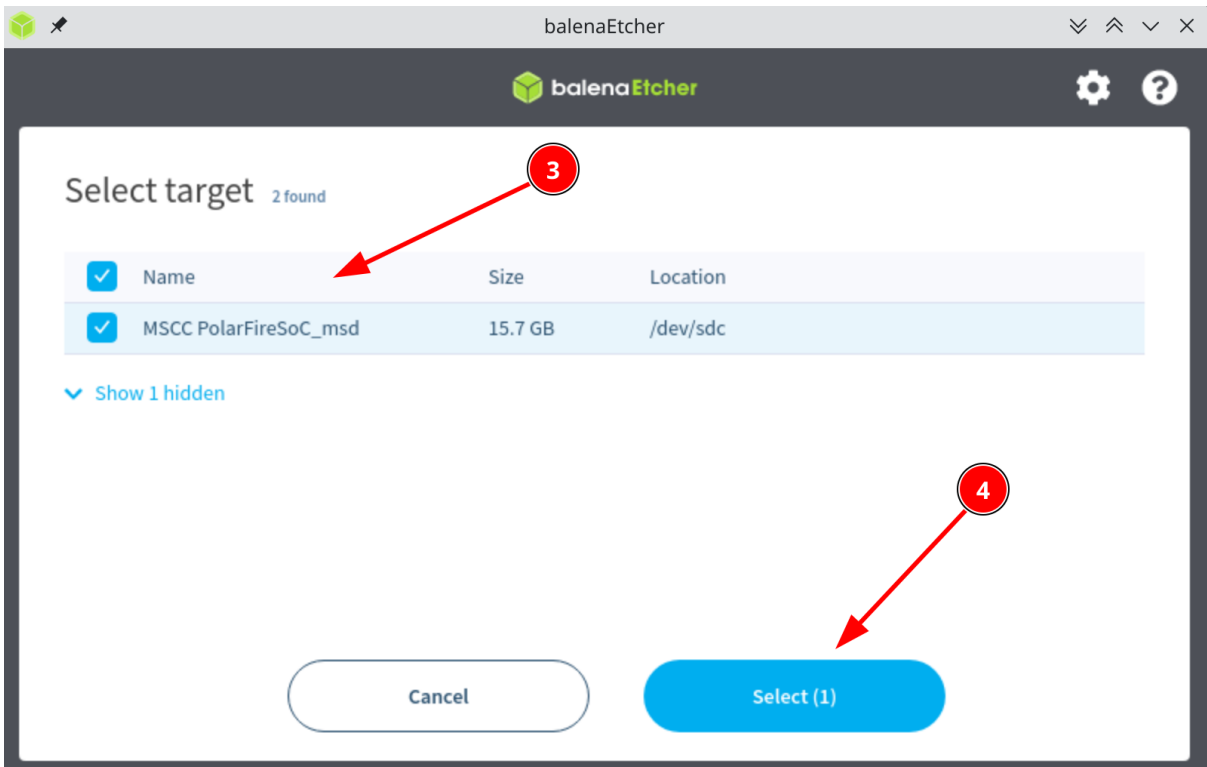 balenaEtcher
balenaEtcher
3
Select target 2 found
Name Size Location
MSCC PolarFireSoC_msd 15.7 GB /dev/sdc
Show 1 hidden
4
Cancel Select (1)